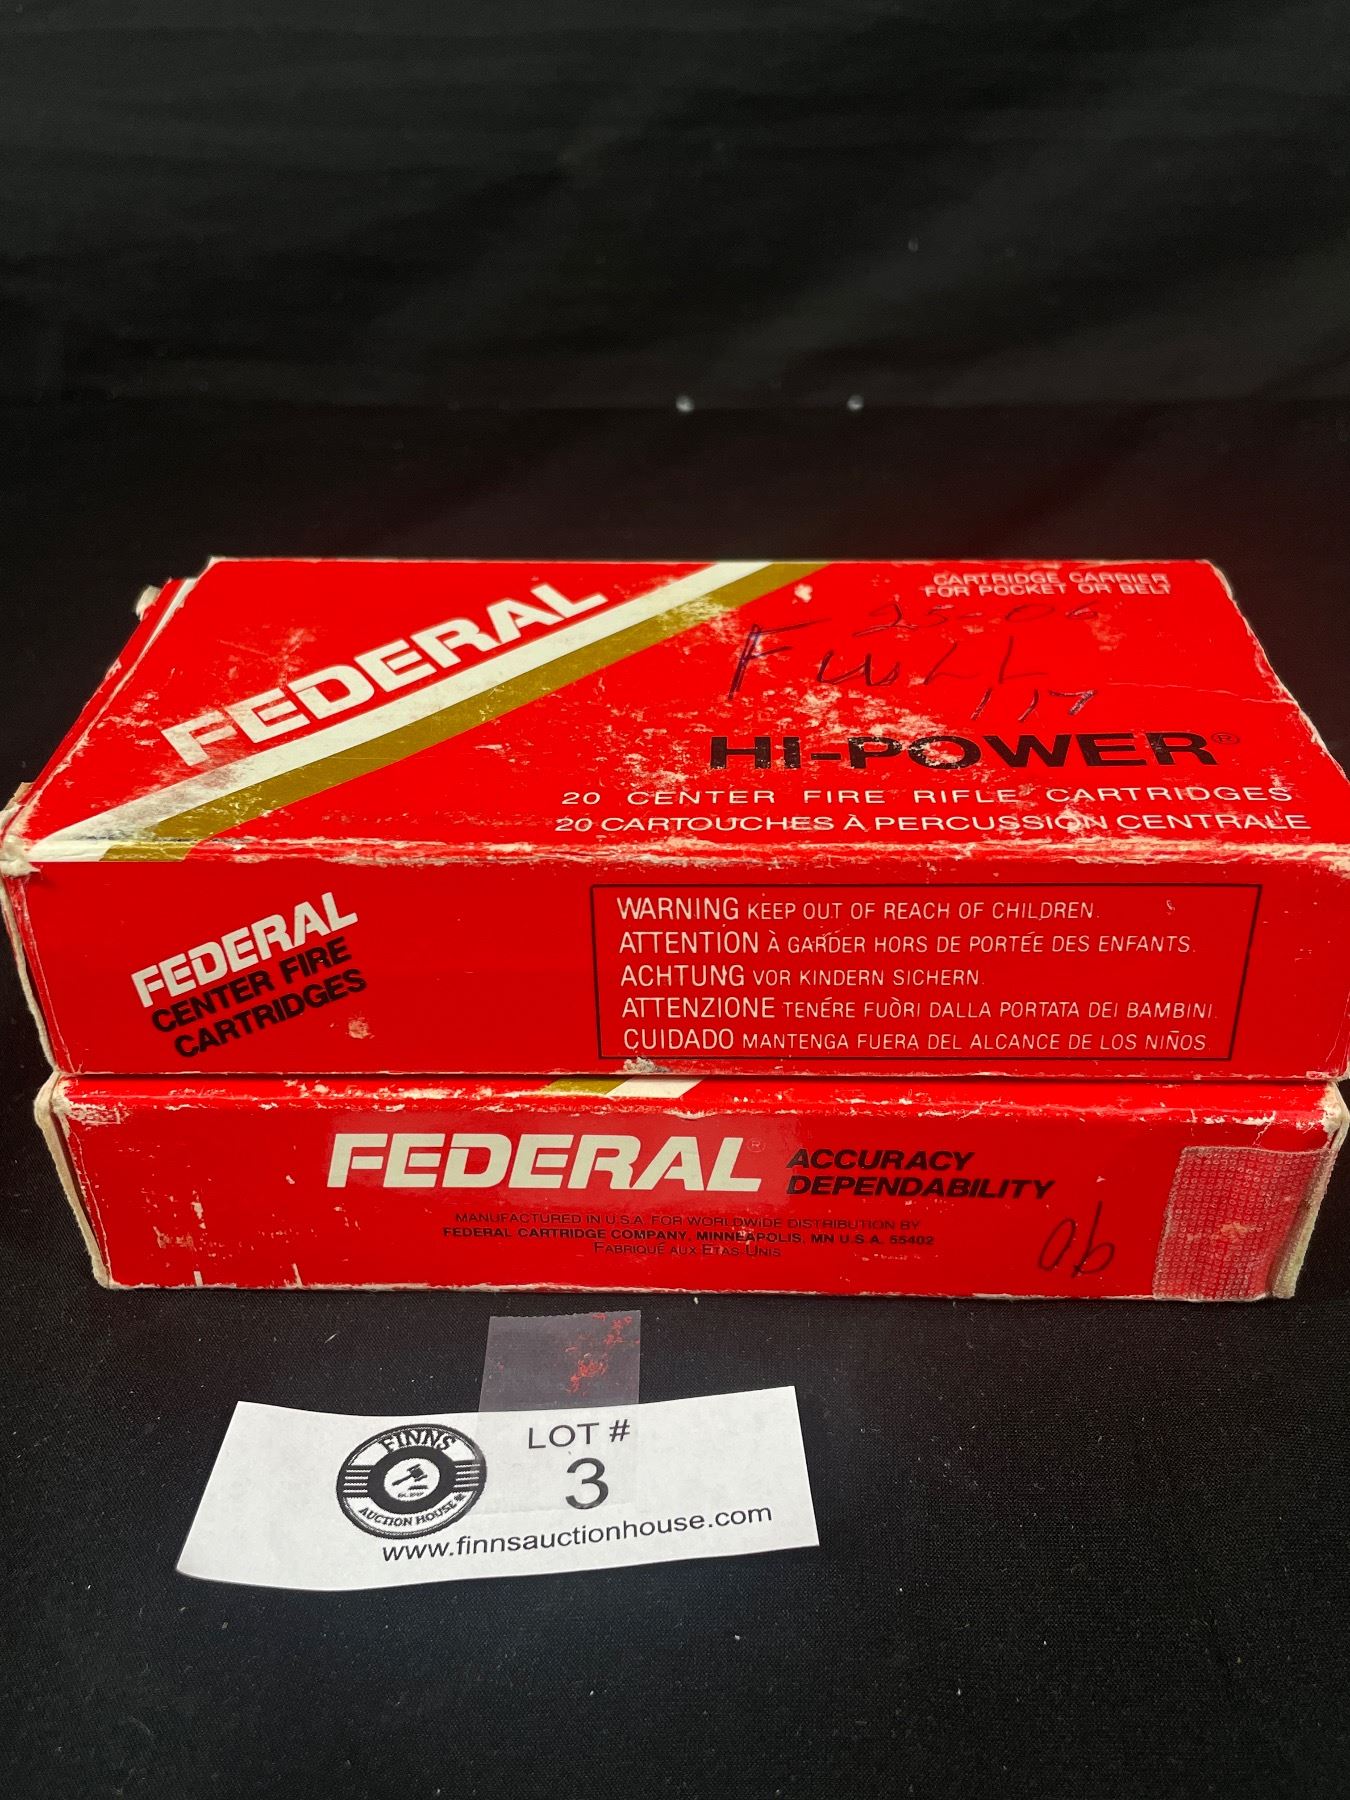 FEDERAL
CARTRIDGE CARRIER
FOR POCKET OR BELT
25-06
FULL
117
HI-POWER®
20 CENTER FIRE RIFLE CARTRIDGES
20 CARTOUCHES À PERCUSSION CENTRALE
FEDERAL
CENTER FIRE
CARTRIDGES
WARNING KEEP OUT OF REACH OF CHILDREN.
ATTENTION À GARDER HORS DE PORTÉE DES ENFANTS.
ACHTUNG VOR KINDERN SICHERN.
ATTENZIONE TENÉRE FUÒRI DALLA PORTATA DEI BAMBINI.
CUIDADO MANTENGA FUERA DEL ALCANCE DE LOS NIÑOS.
FEDERAL® ACCURACY
DEPENDABILITY
MANUFACTURED IN U.S.A. FOR WORLDWIDE DISTRIBUTION BY
FEDERAL CARTRIDGE COMPANY, MINNEAPOLIS, MN U.S.A. 55402
FABRIQUÉ AUX ETAS-UNIS
FINNS
AUCTION HOUSE
LOT #
3
www.finnsauctionhouse.com